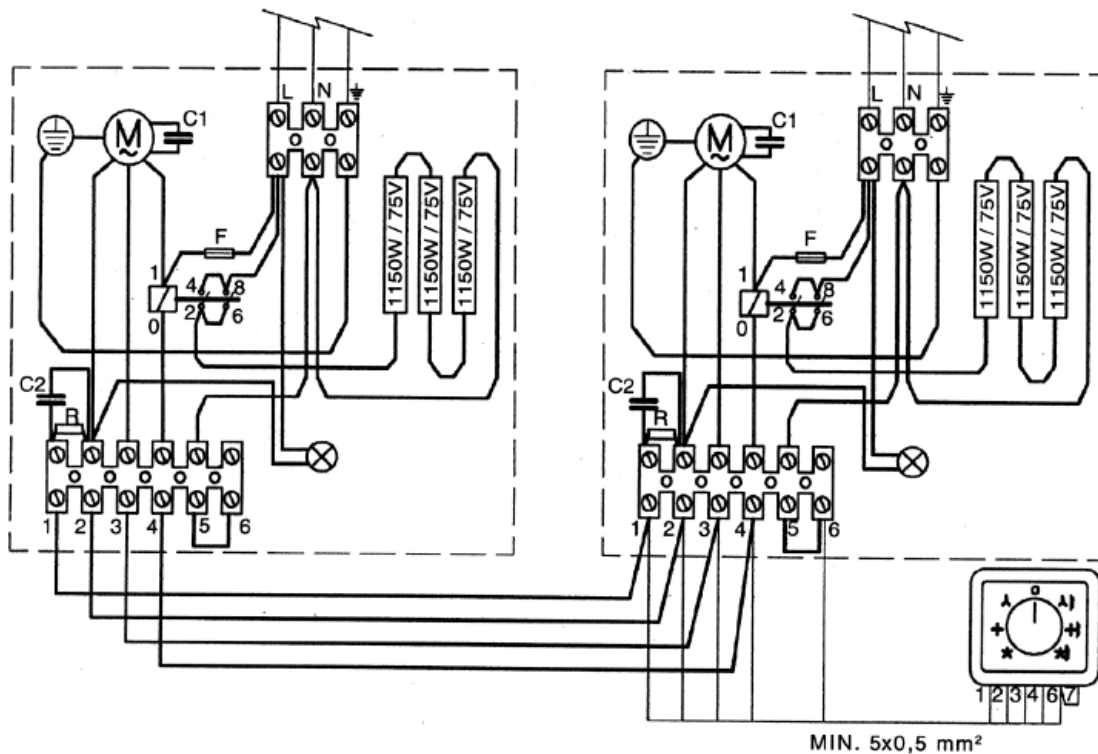 L N
C1
M
F
1150W / 75V
1150W / 75V
1150W / 75V
1
4 8
2 6
0
C2
R
1 2 3 4 5 6
L N
C1
M
F
1150W / 75V
1150W / 75V
1150W / 75V
1
4 8
2 6
0
C2
R
1 2 3 4 5 6
0
1 2 3 4 6 7
MIN. 5x0,5 mm²